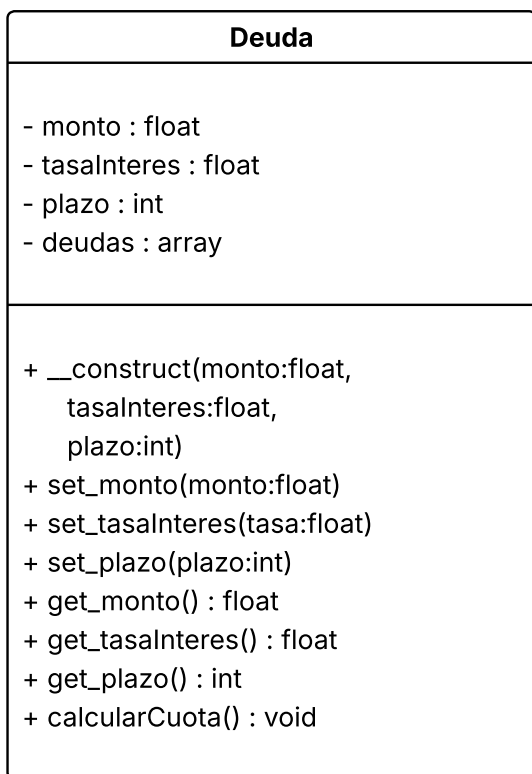 Deuda
- monto : float
- tasaInteres : float
- plazo : int
- deudas : array
+ __construct(monto:float,
tasaInteres:float,
plazo:int)
+ set_monto(monto:float)
+ set_tasaInteres(tasa:float)
+ set_plazo(plazo:int)
+ get_monto() : float
+ get_tasaInteres() : float
+ get_plazo() : int
+ calcularCuota() : void